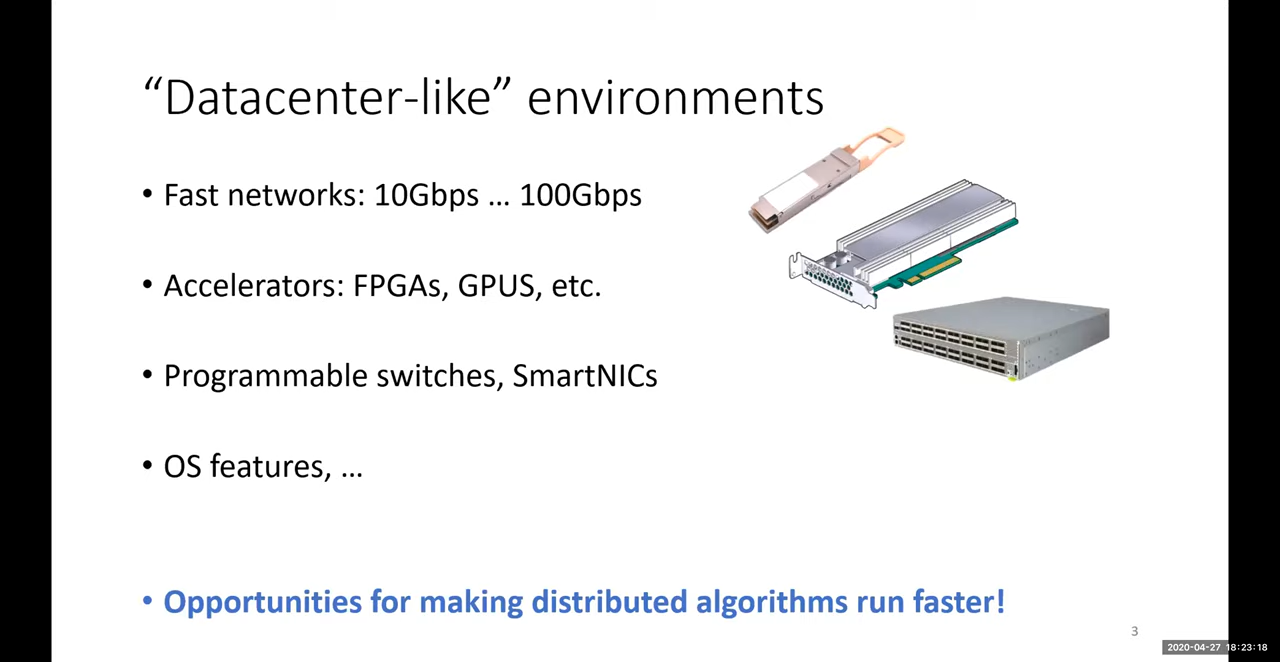 “Datacenter-like” environments
• Fast networks: 10Gbps … 100Gbps
• Accelerators: FPGAs, GPUS, etc.
• Programmable switches, SmartNICs
• OS features, …
• Opportunities for making distributed algorithms run faster!
3
2020-04-27 18:23:18